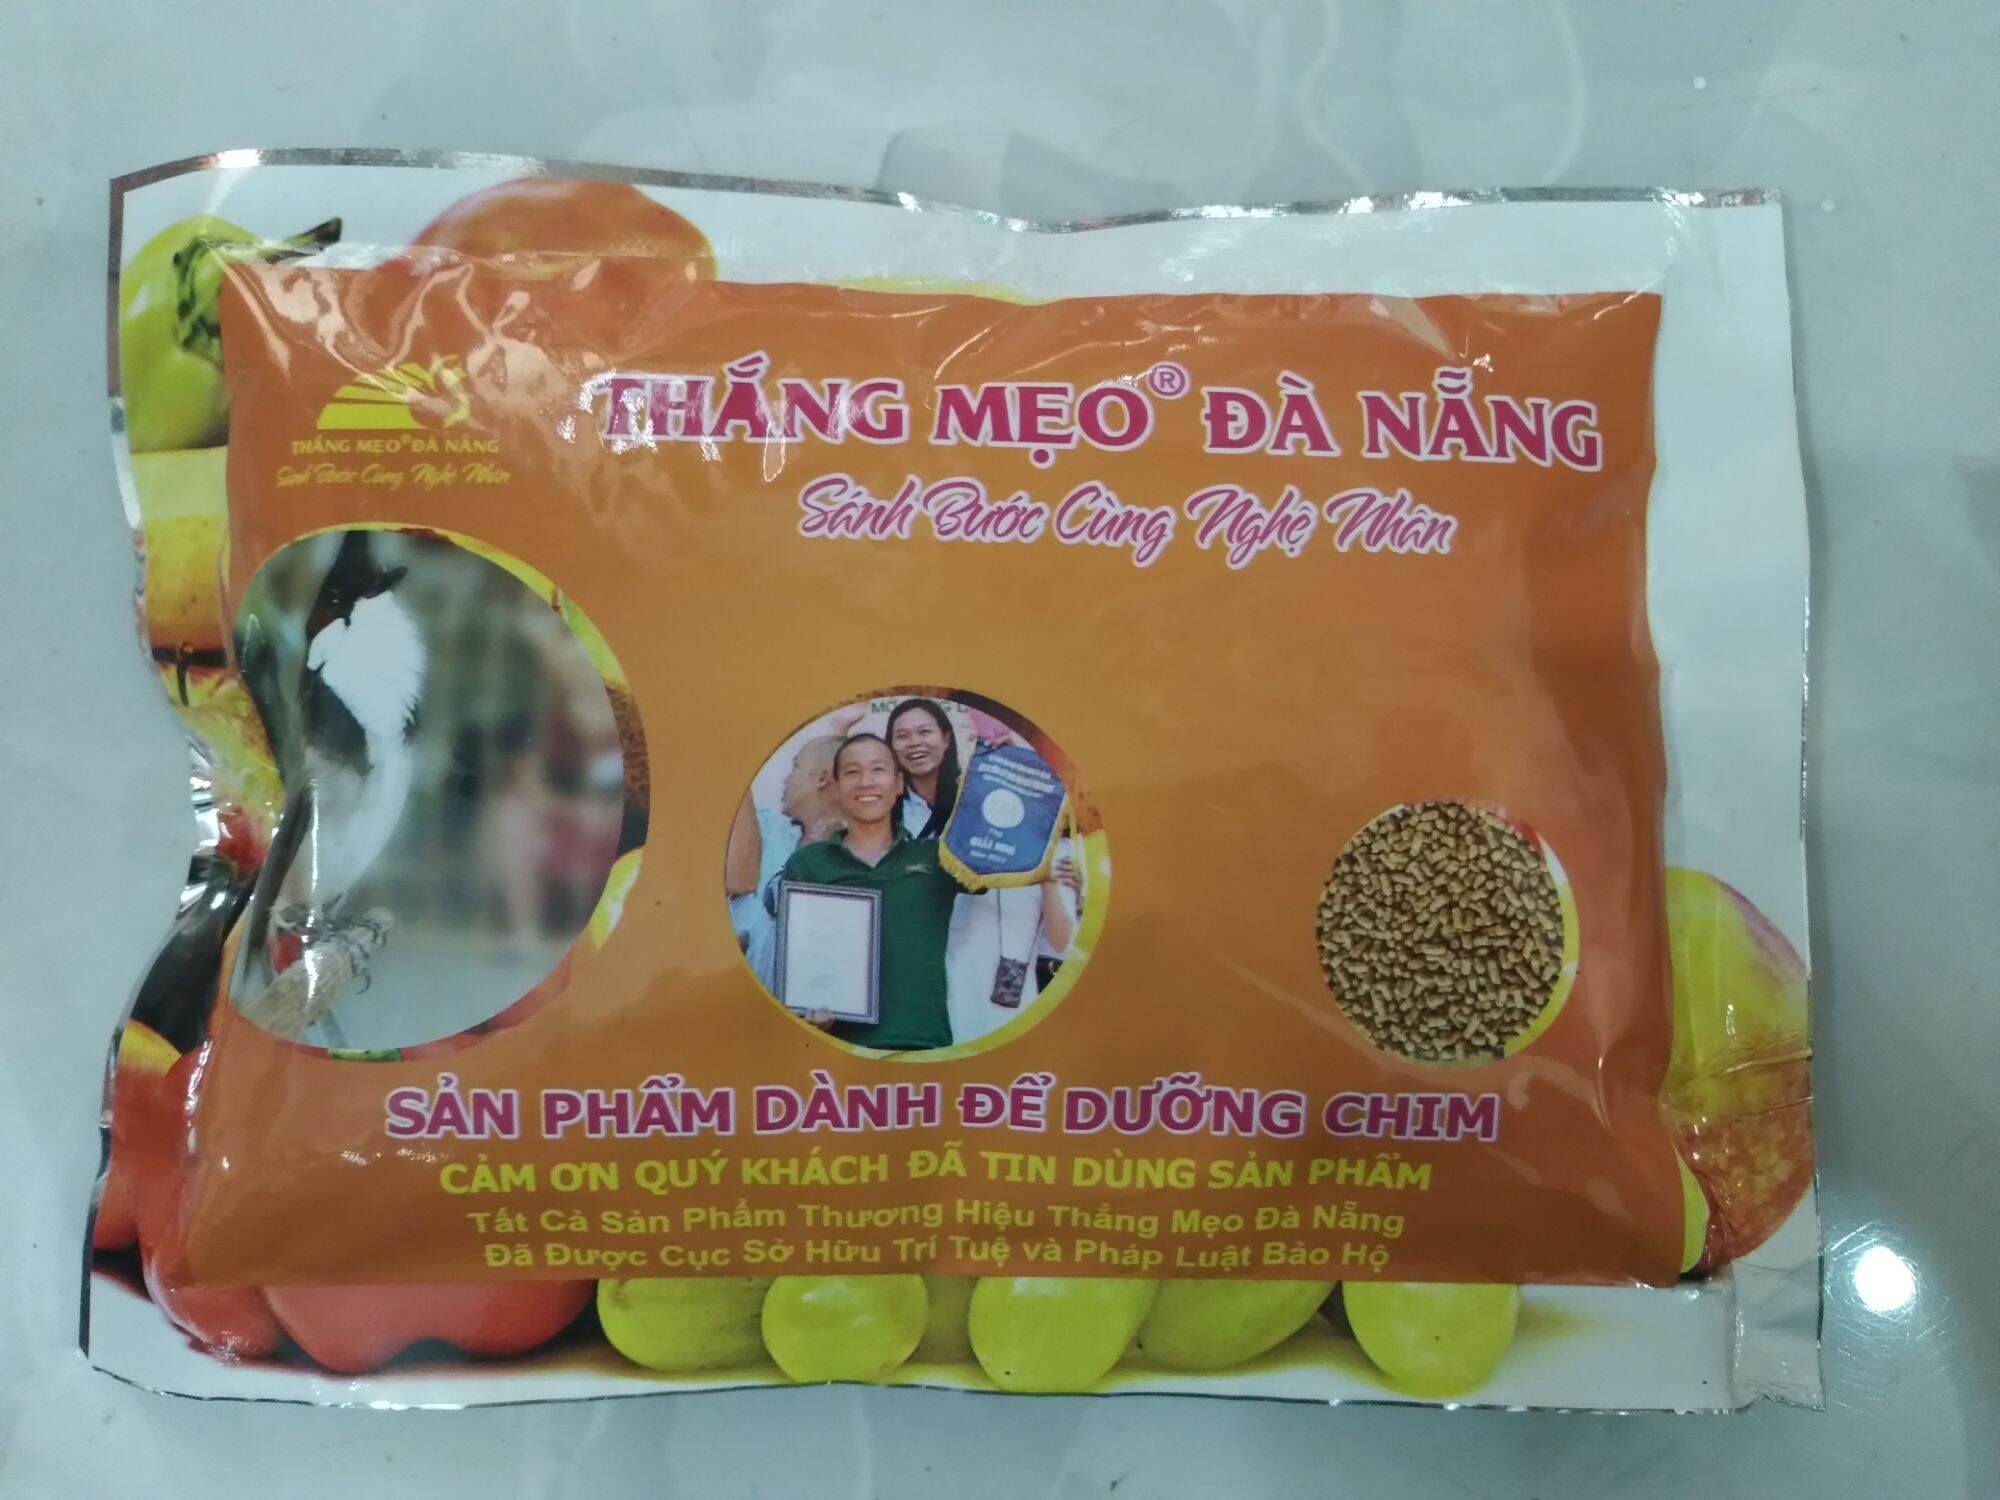 THẮNG MẸO® ĐÀ NẴNG
Sánh Bước Cùng Nghệ Nhân
THẮNG MẸO® ĐÀ NẴNG
Sánh Bước Cùng Nghệ Nhân
GIẢI NHÌ
SẢN PHẨM DÀNH ĐỂ DƯỠNG CHIM
CẢM ƠN QUÝ KHÁCH ĐÃ TIN DÙNG SẢN PHẨM
Tất Cả Sản Phẩm Thương Hiệu Thắng Mẹo Đà Nẵng
Đã Được Cục Sở Hữu Trí Tuệ và Pháp Luật Bảo Hộ